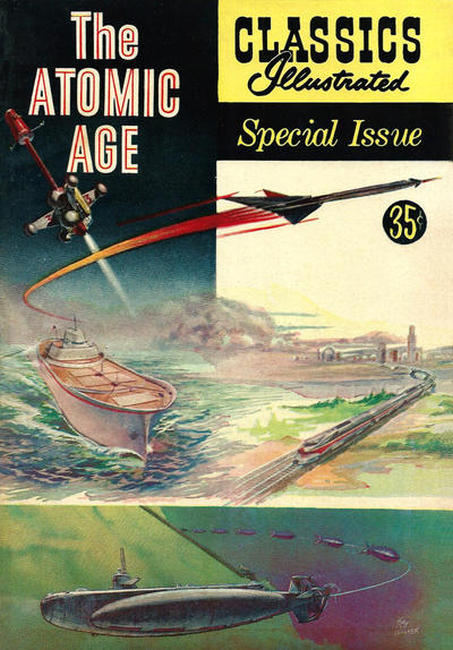 The
ATOMIC
AGE
CLASSICS
Illustrated
Special Issue
35¢